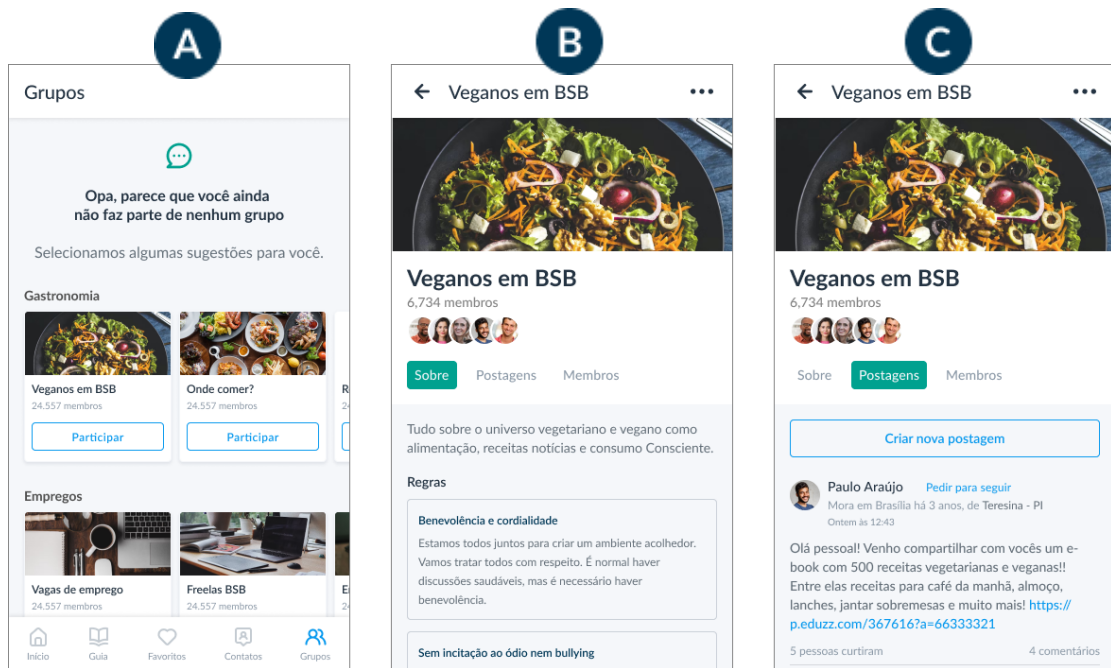 A
Grupos
Opa, parece que você ainda
não faz parte de nenhum grupo
Selecionamos algumas sugestões para você.
Gastronomia
Veganos em BSB
24.557 membros
Participar
Onde comer?
24.557 membros
Participar
Empregos
Vagas de emprego
24.557 membros
Freelas BSB
24.557 membros
Início
Guia
Favoritos
Contatos
Grupos
B
Veganos em BSB
Veganos em BSB
6,734 membros
Sobre
Postagens
Membros
Tudo sobre o universo vegetariano e vegano como
alimentação, receitas notícias e consumo Consciente.
Regras
Benevolência e cordialidade
Estamos todos juntos para criar um ambiente acolhedor.
Vamos tratar todos com respeito. É normal haver
discussões saudáveis, mas é necessário haver
benevolência.
Sem incitação ao ódio nem bullying
C
Veganos em BSB
Veganos em BSB
6,734 membros
Sobre
Postagens
Membros
Criar nova postagem
Paulo Araújo Pedir para seguir
Mora em Brasília há 3 anos, de Teresina - PI
Ontem às 12:43
Olá pessoal! Venho compartilhar com vocês um e-
book com 500 receitas vegetarianas e veganas!!
Entre elas receitas para café da manhã, almoço,
lanches, jantar sobremesas e muito mais! https://
p.eduzz.com/367616?a=66333321
5 pessoas curtiram
4 comentários